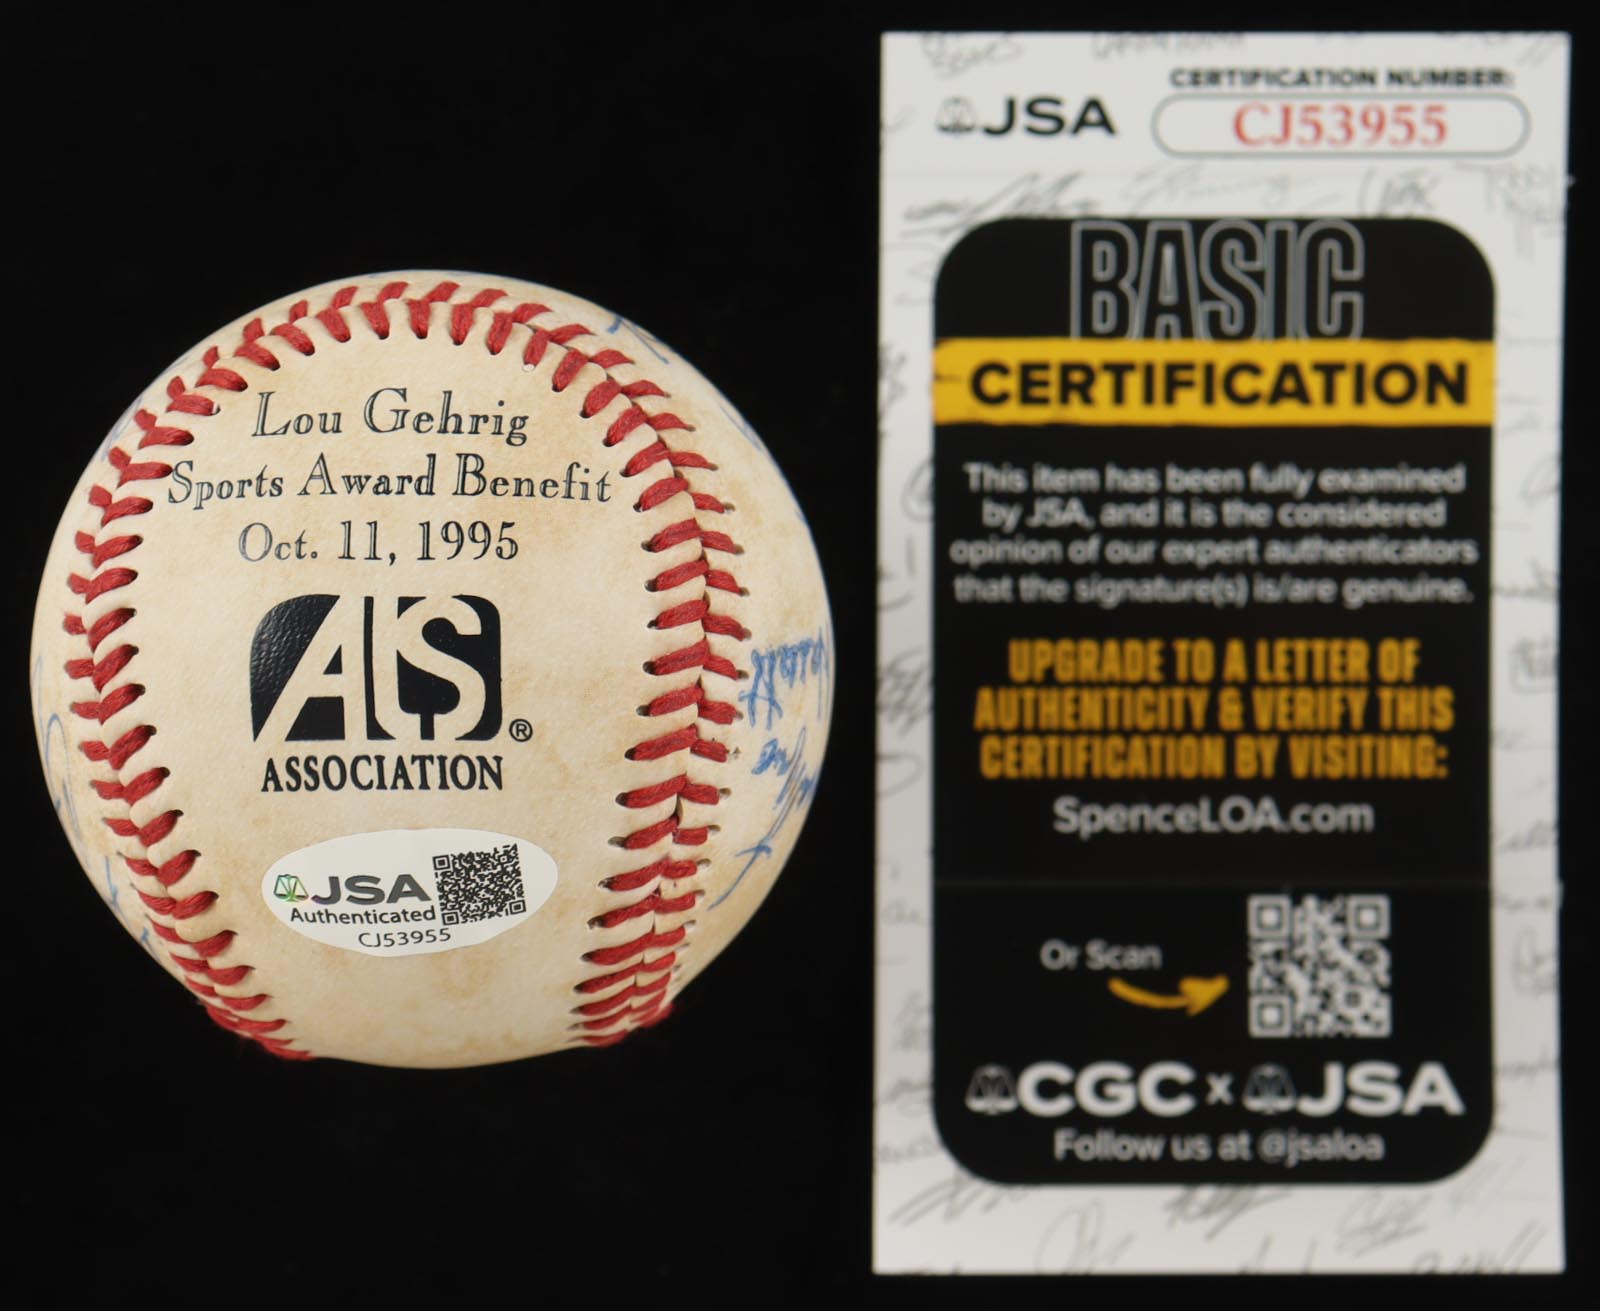 Lou Gehrig
Sports Award Benefit
Oct. 11, 1995
ALS®
ASSOCIATION
JSA
Authenticated
CJ53955
JSA
CERTIFICATION NUMBER:
CJ53955
BASIC
CERTIFICATION
This item has been fully examined
by JSA, and it is the considered
opinion of our expert authenticators
that the signature(s) is/are genuine.
UPGRADE TO A LETTER OF
AUTHENTICITY & VERIFY THIS
CERTIFICATION BY VISITING:
SpenceLOA.com
Or Scan
CGC x JSA
Follow us at @jsaloa